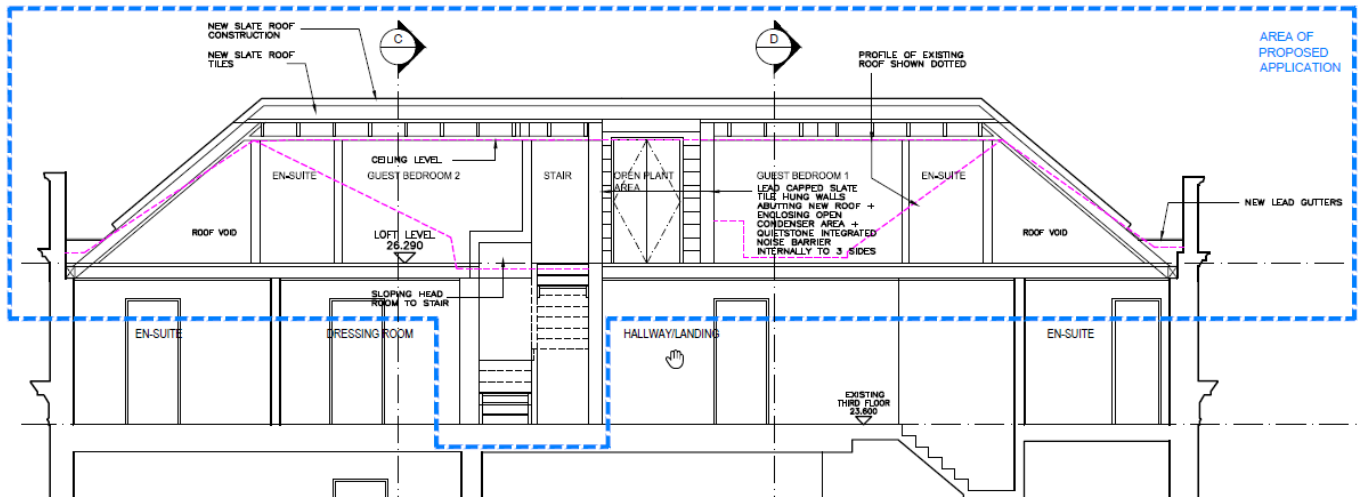 NEW SLATE ROOF
CONSTRUCTION
NEW SLATE ROOF
TILES
C
D
PROFILE OF EXISTING
ROOF SHOWN DOTTED
AREA OF
PROPOSED
APPLICATION
CEILING LEVEL
EN-SUITE
GUEST BEDROOM 2
STAIR
OPEN PLANT
AREA
GUEST BEDROOM 1
EN-SUITE
LEAD CAPPED SLATE
TILE HUNG WALLS
ABUTTING NEW ROOF +
ENCLOSING OPEN
CONDENSER AREA +
QUIETSTONE INTEGRATED
NOISE BARRIER
INTERNALLY TO 3 SIDES
NEW LEAD GUTTERS
ROOF VOID
LOFT LEVEL
26.290
ROOF VOID
SLOPING HEAD
ROOM TO STAIR
EN-SUITE
DRESSING ROOM
HALLWAY/LANDING
EN-SUITE
EXISTING
THIRD FLOOR
23.600